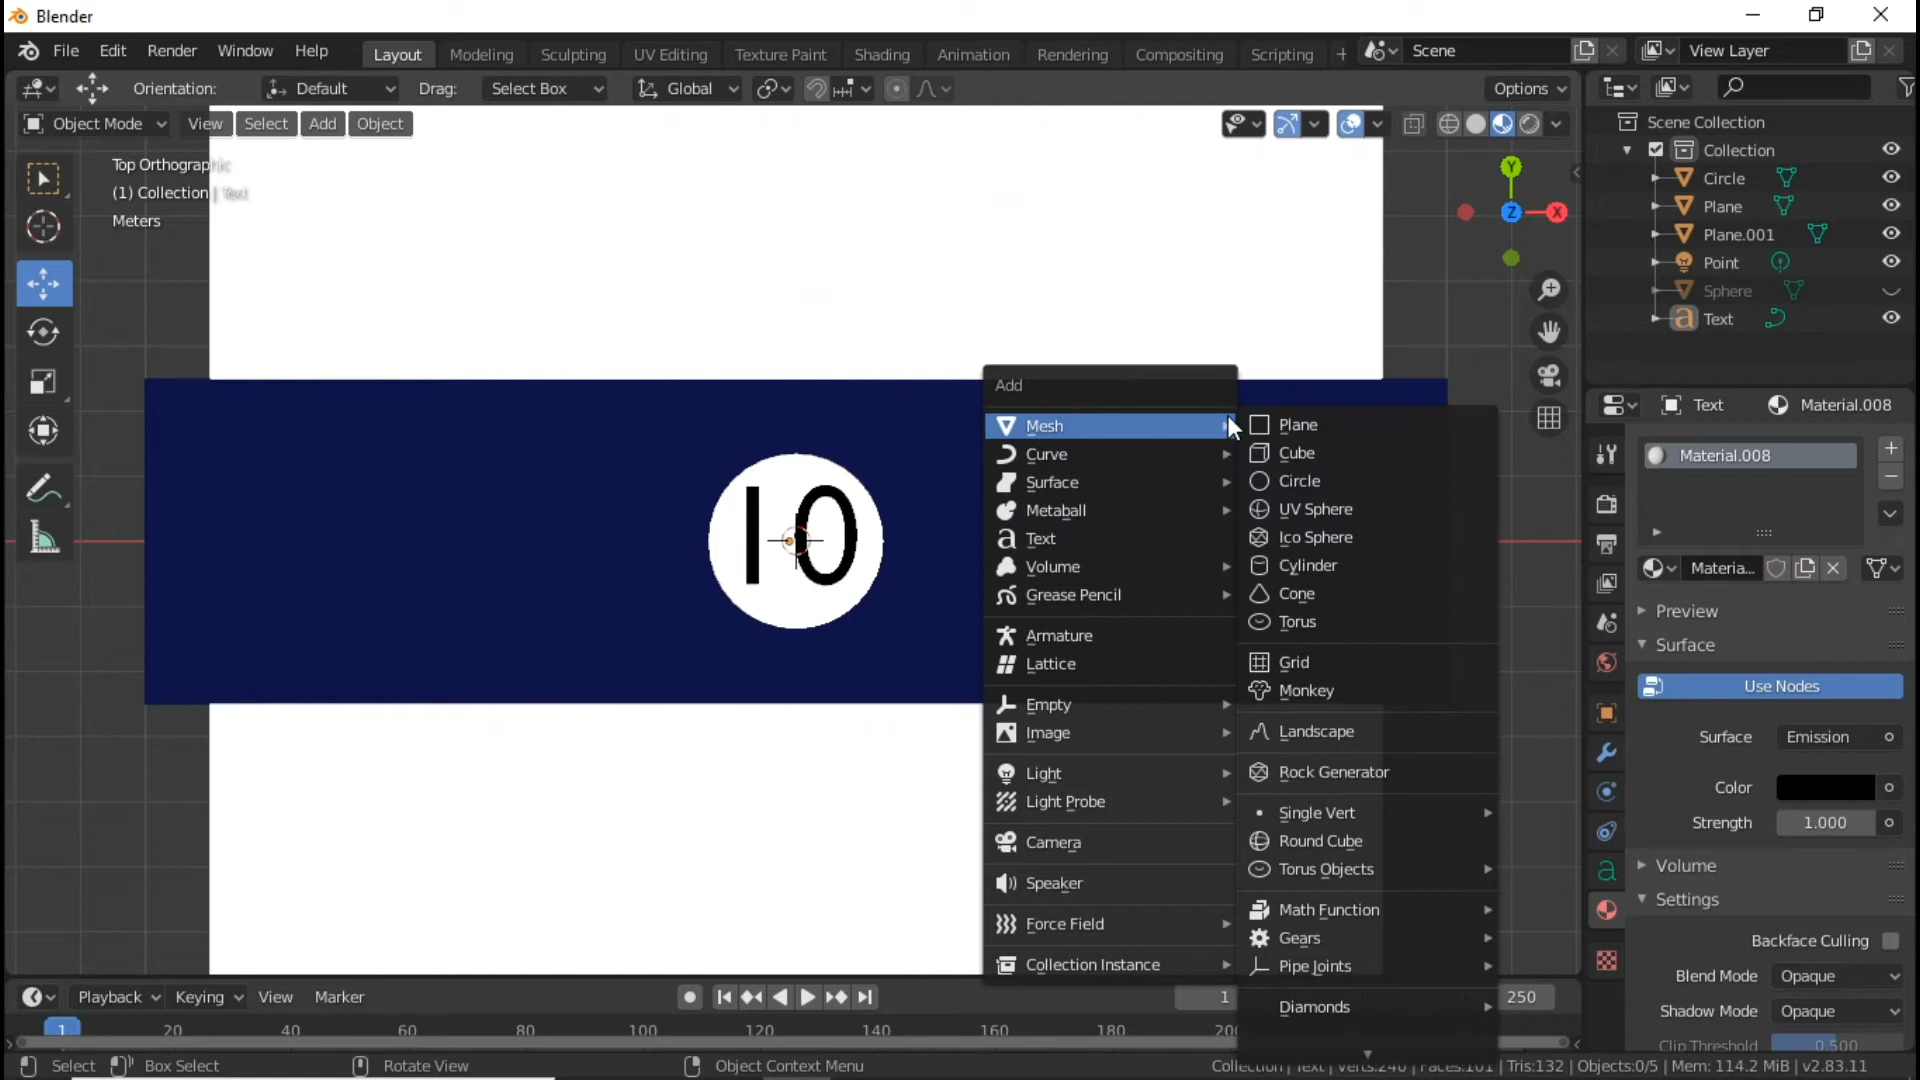 Blender
File Edit Render Window Help Layout Modeling Sculpting UV Editing Texture Paint Shading Animation Rendering Compositing Scripting + Scene View Layer
Orientation: Default Drag: Select Box Global Options
Object Mode View Select Add Object
Top Orthographic
(1) Collection | Text
Meters
Y
Z
X
10
Add
Mesh
Curve
Surface
Metaball
Text
Volume
Grease Pencil
Armature
Lattice
Empty
Image
Light
Light Probe
Camera
Speaker
Force Field
Collection Instance
Plane
Cube
Circle
UV Sphere
Ico Sphere
Cylinder
Cone
Torus
Grid
Monkey
Landscape
Rock Generator
Single Vert
Round Cube
Torus Objects
Math Function
Gears
Pipe Joints
Diamonds
Scene Collection
Collection
Circle
Plane
Plane.001
Point
Sphere
Text
Text Material.008
Material.008
Materia...
Preview
Surface
Use Nodes
Surface Emission
Color
Strength 1.000
Volume
Settings
Backface Culling
Blend Mode Opaque
Shadow Mode Opaque
Clip Threshold 0.500
Playback Keying View Marker 1 250
1 20 40 60 80 100 120 140 160 180
Select Box Select Rotate View Object Context Menu
Tris:132 | Objects:0/5 | Mem: 114.2 MiB | v2.83.11